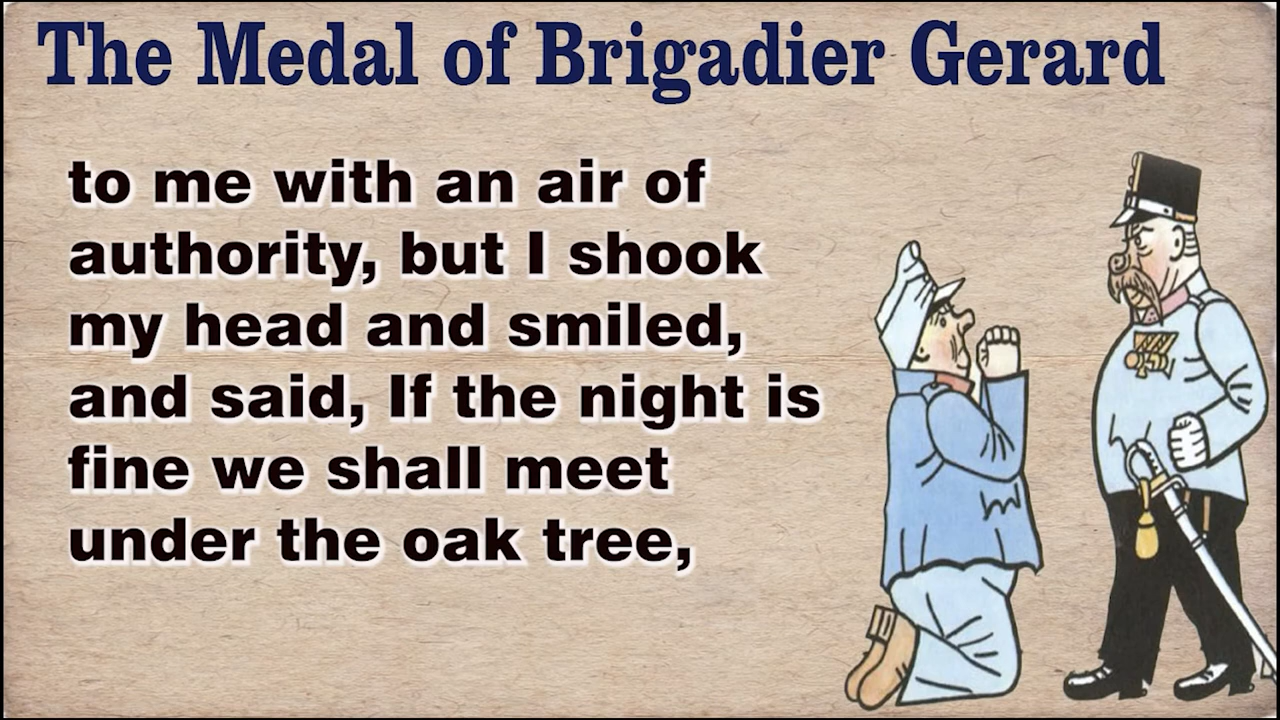 The Medal of Brigadier Gerard
to me with an air of
authority, but I shook
my head and smiled,
and said, If the night is
fine we shall meet
under the oak tree,